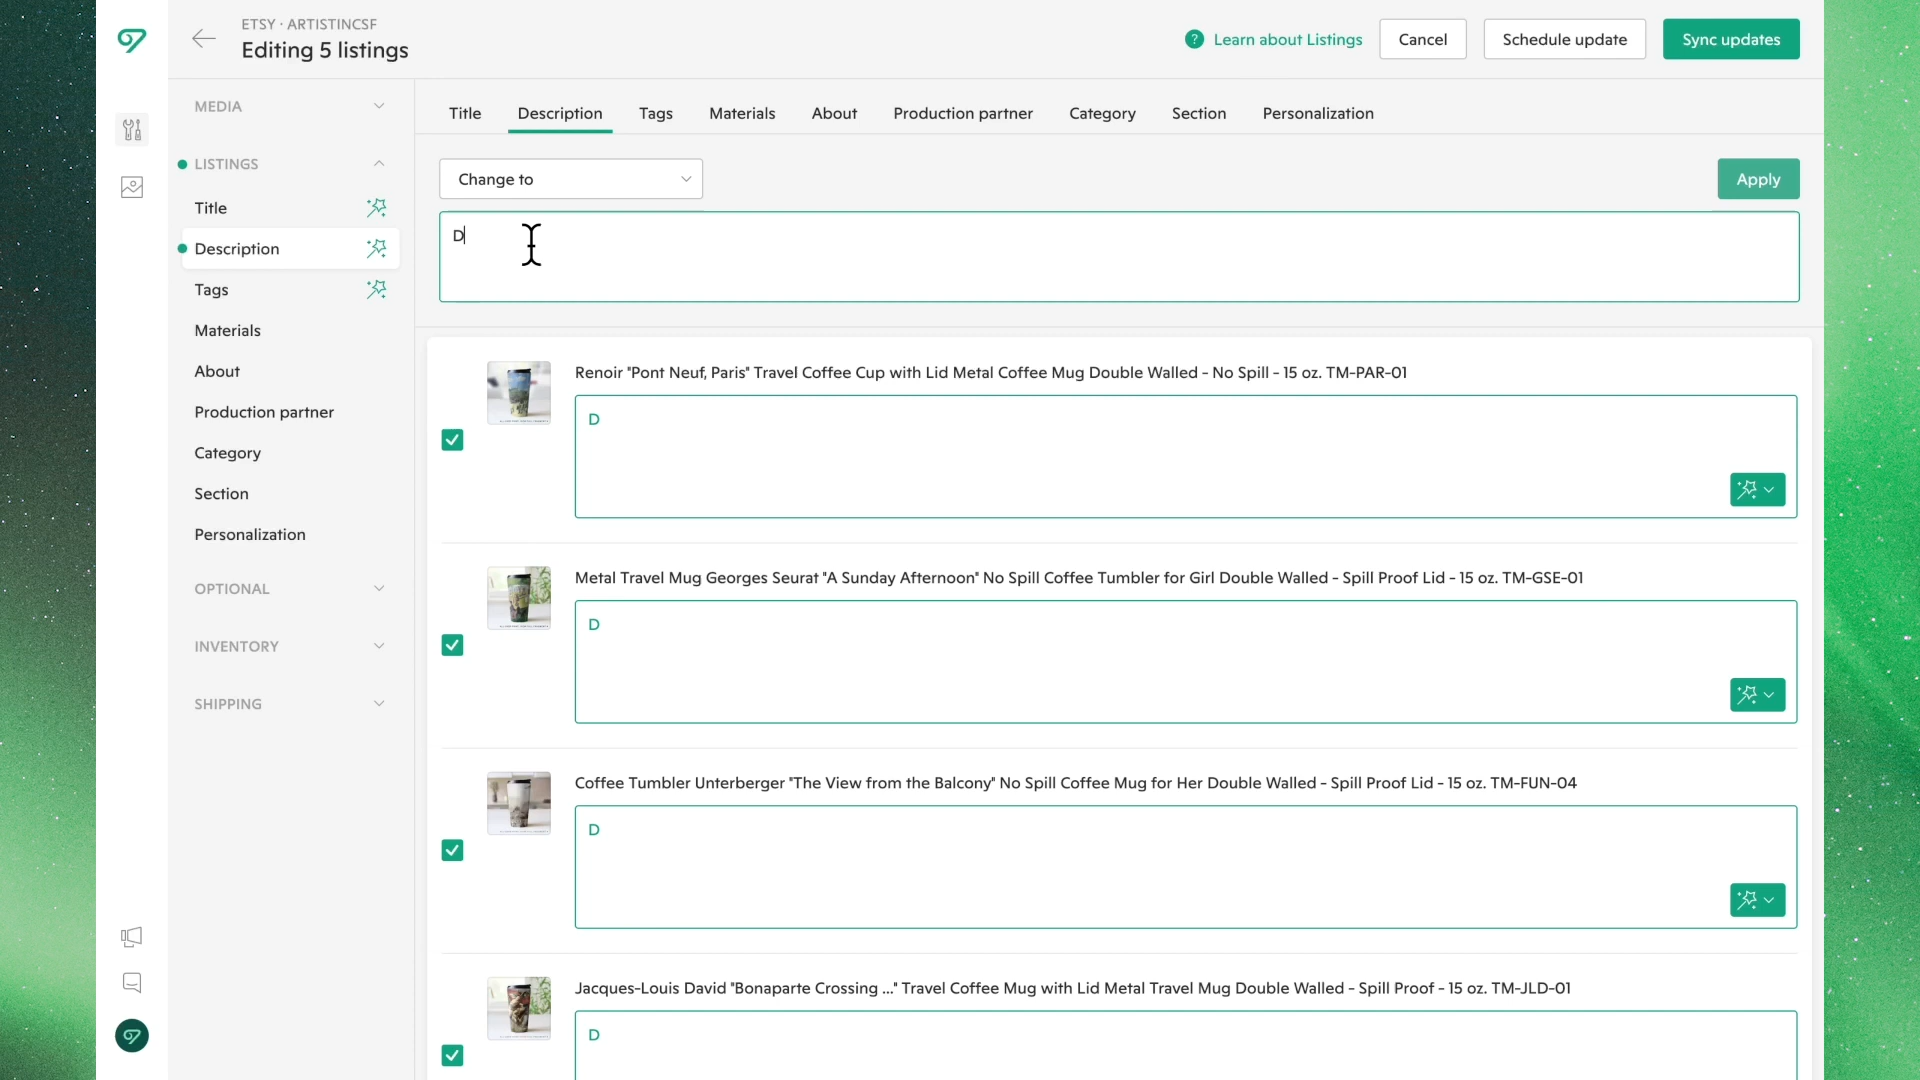 ETSY · ARTISTINCSF
Editing 5 listings
? Learn about Listings
Cancel
Schedule update
Sync updates
MEDIA
LISTINGS
Title
Description
Tags
Materials
About
Production partner
Category
Section
Personalization
OPTIONAL
INVENTORY
SHIPPING
Title
Description
Tags
Materials
About
Production partner
Category
Section
Personalization
Change to
Apply
D
Renoir "Pont Neuf, Paris" Travel Coffee Cup with Lid Metal Coffee Mug Double Walled - No Spill - 15 oz. TM-PAR-01
D
Metal Travel Mug Georges Seurat "A Sunday Afternoon" No Spill Coffee Tumbler for Girl Double Walled - Spill Proof Lid - 15 oz. TM-GSE-01
D
Coffee Tumbler Unterberger "The View from the Balcony" No Spill Coffee Mug for Her Double Walled - Spill Proof Lid - 15 oz. TM-FUN-04
D
Jacques-Louis David "Bonaparte Crossing ..." Travel Coffee Mug with Lid Metal Travel Mug Double Walled - Spill Proof - 15 oz. TM-JLD-01
D